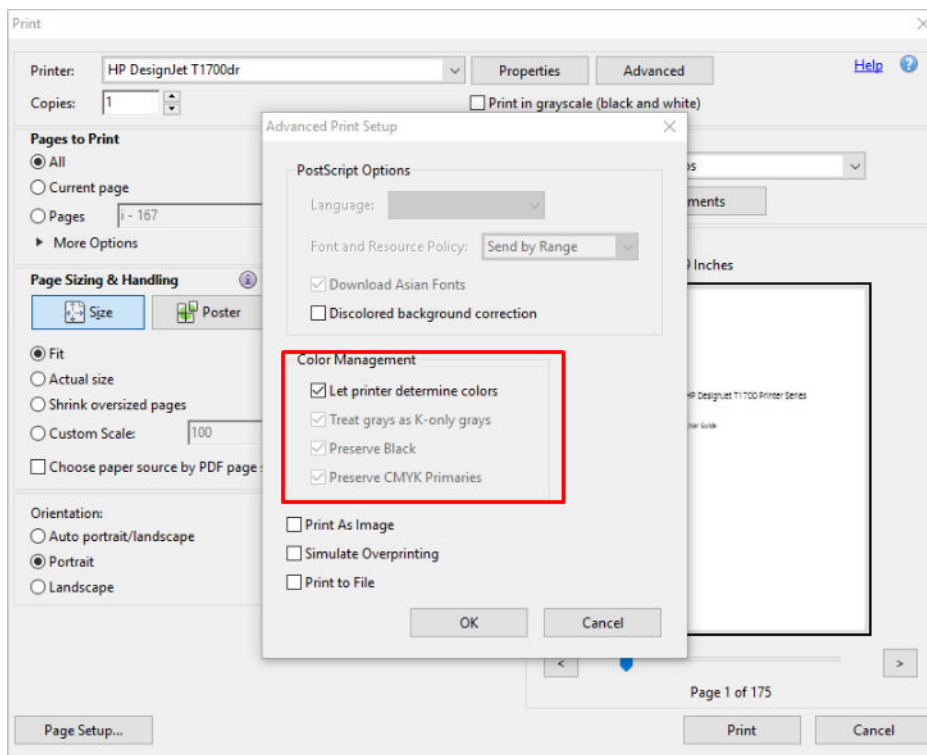 Print
Printer: HP DesignJet T1700dr Properties Advanced Help
Copies: 1 Print in grayscale (black and white)
Pages to Print
All
Current page
Pages i - 167
More Options
Page Sizing & Handling
Size Poster
Fit
Actual size
Shrink oversized pages
Custom Scale: 100
Choose paper source by PDF page
Orientation:
Auto portrait/landscape
Portrait
Landscape
Page Setup...
Advanced Print Setup
PostScript Options
Language:
Font and Resource Policy: Send by Range
Download Asian Fonts
Discolored background correction
Color Management
Let printer determine colors
Treat grays as K-only grays
Preserve Black
Preserve CMYK Primaries
Print As Image
Simulate Overprinting
Print to File
OK Cancel
Inches
HP DesignJet T1700 Printer Series
User Guide
< >
Page 1 of 175
Print Cancel